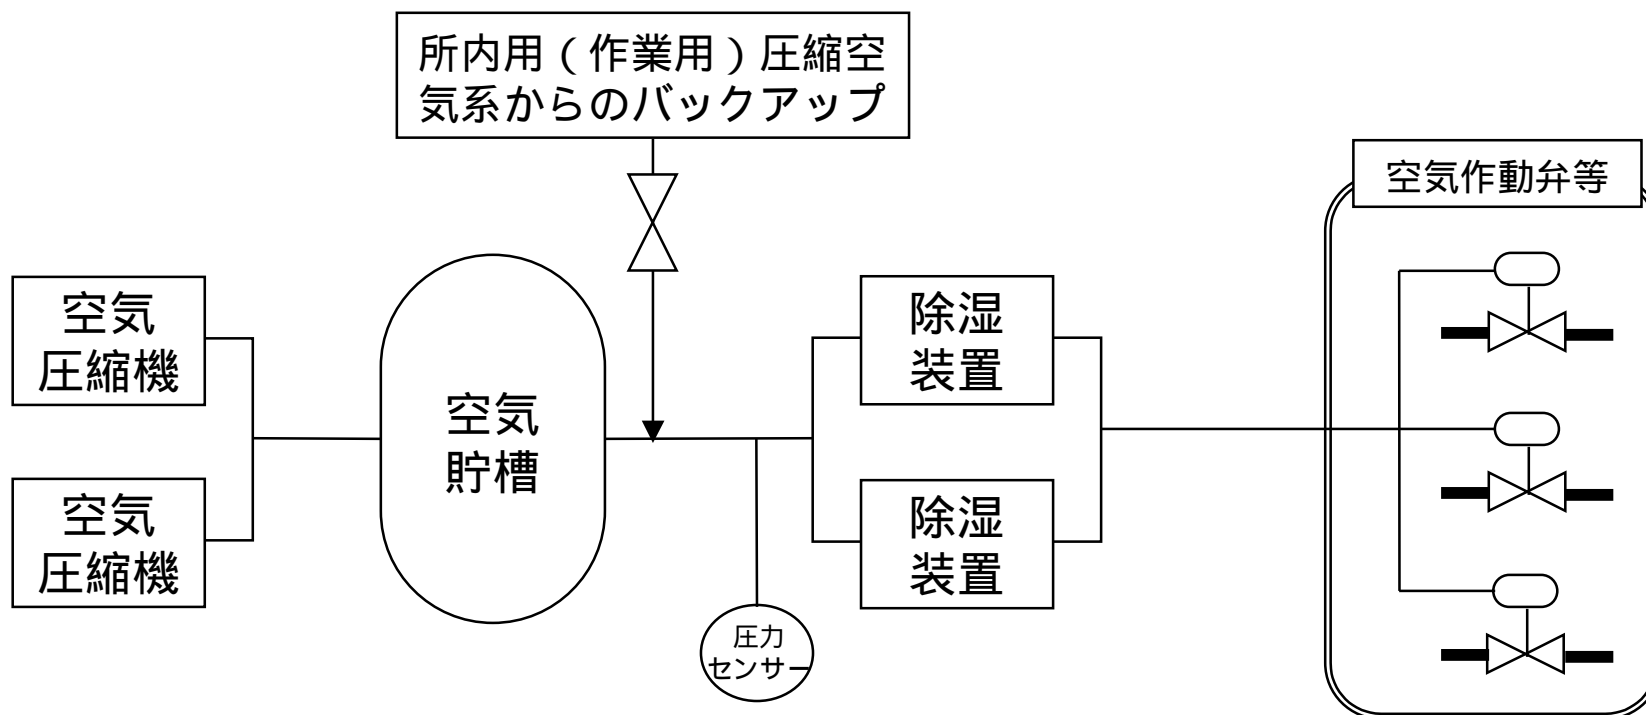 所内用（作業用）圧縮空
気系からのバックアップ
空気作動弁等
空気
圧縮機
空気
圧縮機
空気
貯槽
除湿
装置
除湿
装置
圧力
センサー